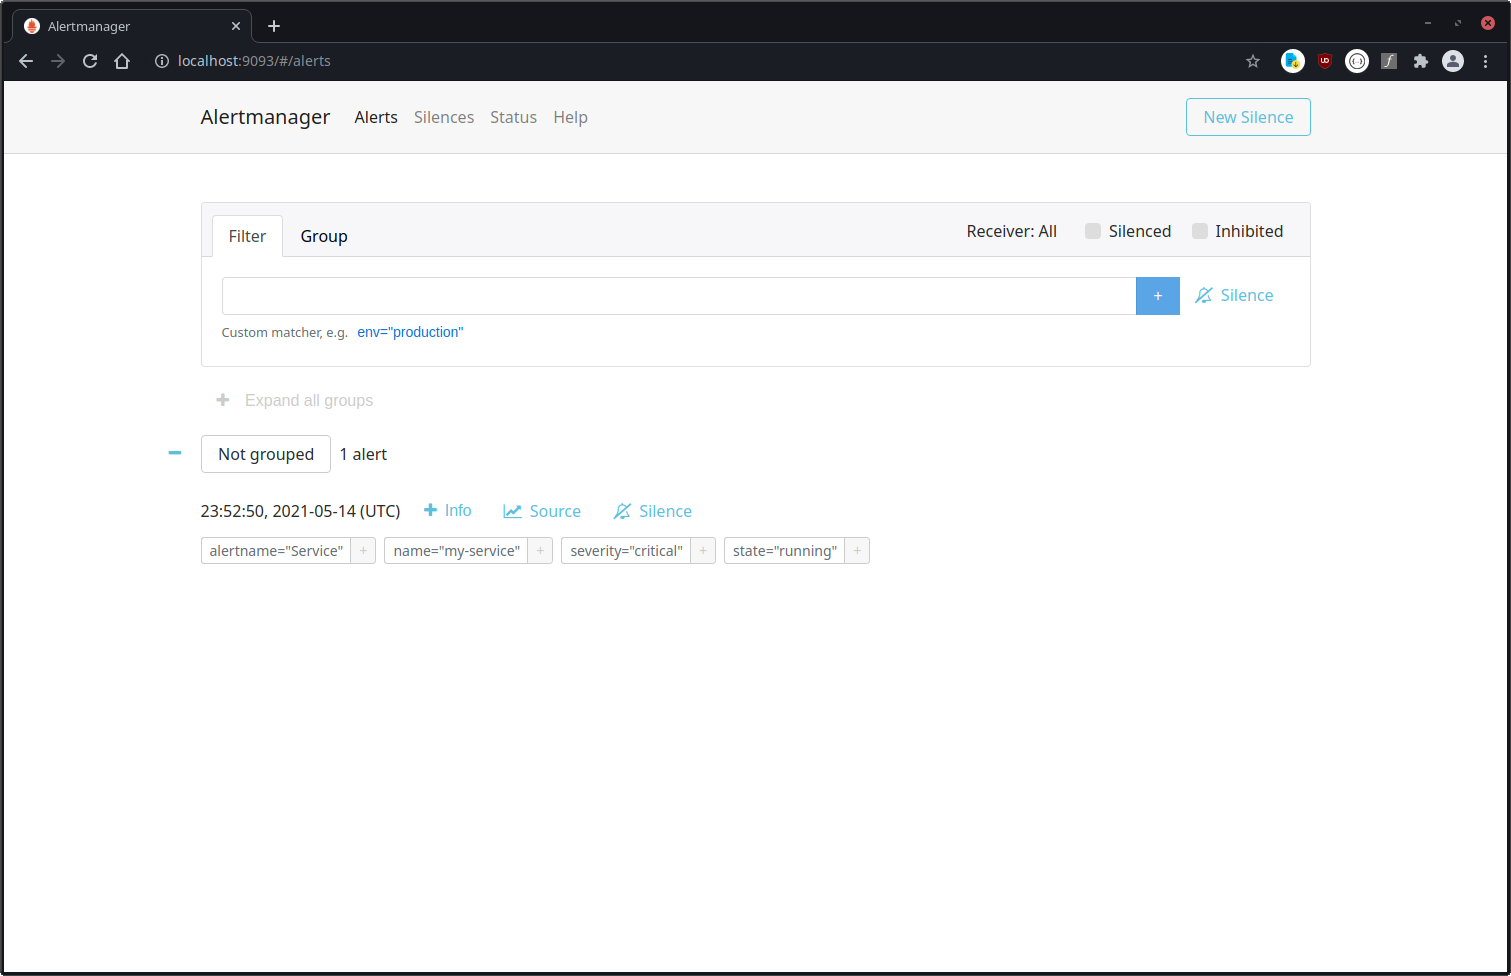 Alertmanager
localhost:9093/#/alerts
Alertmanager Alerts Silences Status Help New Silence
Filter Group Receiver: All Silenced Inhibited
+ Silence
Custom matcher, e.g. env="production"
+ Expand all groups
Not grouped 1 alert
23:52:50, 2021-05-14 (UTC) + Info Source Silence
alertname="Service" + name="my-service" + severity="critical" + state="running" +